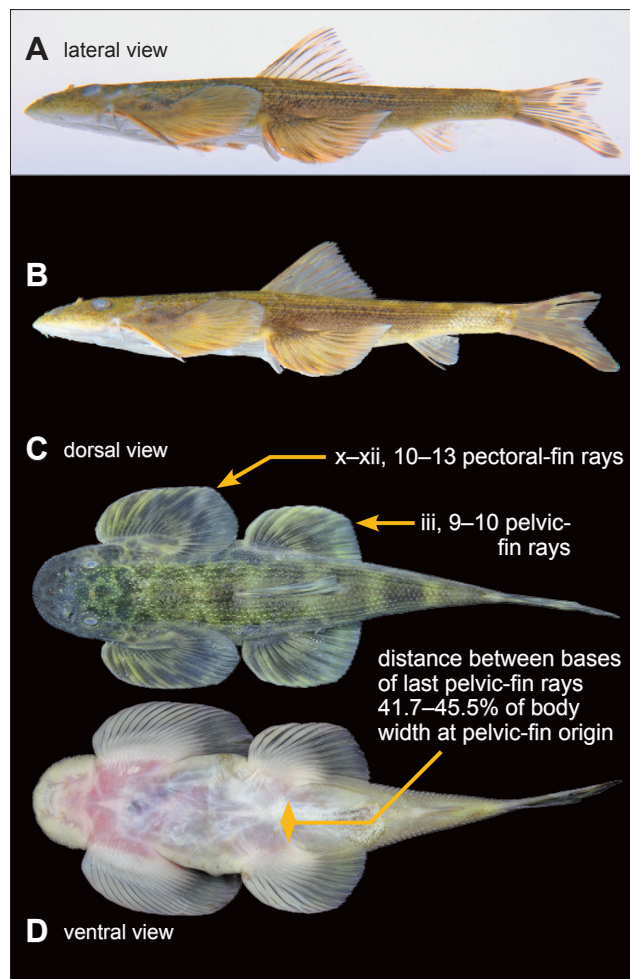 A lateral view
B
C dorsal view
x–xii, 10–13 pectoral-fin rays
iii, 9–10 pelvic-
fin rays
distance between bases
of last pelvic-fin rays
41.7–45.5% of body
width at pelvic-fin origin
D ventral view